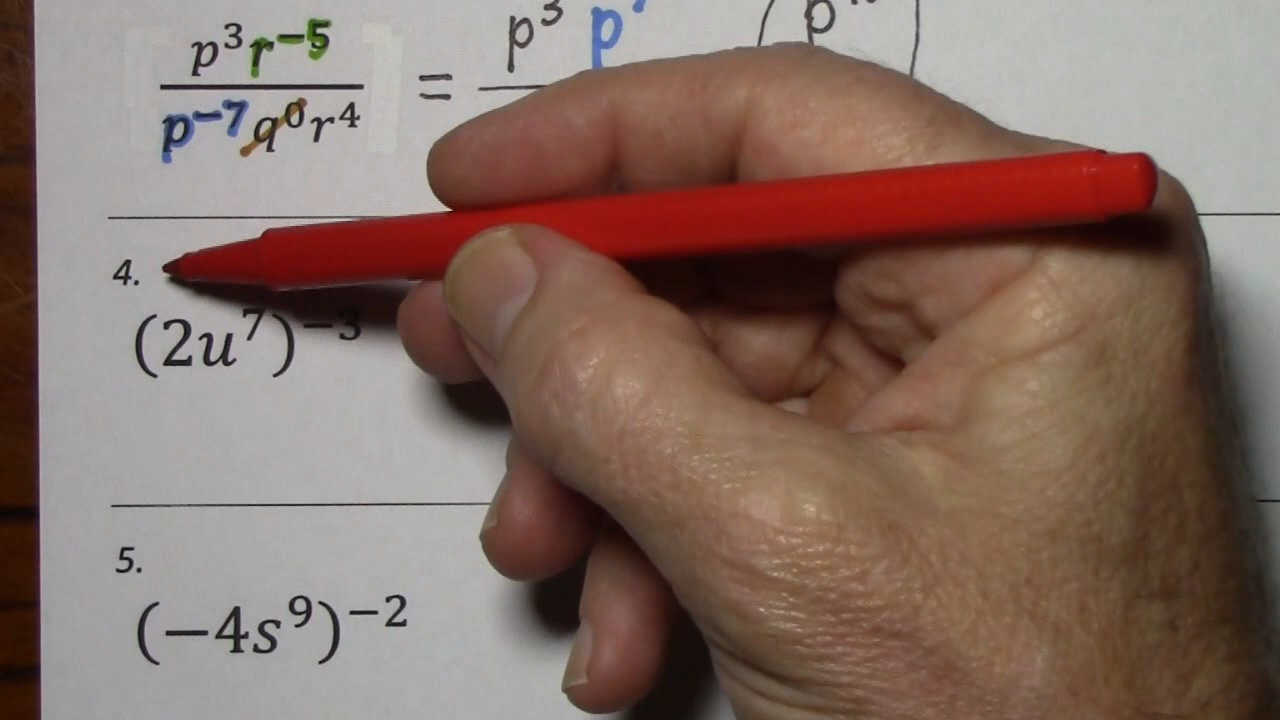 p³r⁻⁵ / p⁻⁷q⁰r⁴ = p³ p
4.
(2u⁷)⁻³
5.
(−4s⁹)⁻²